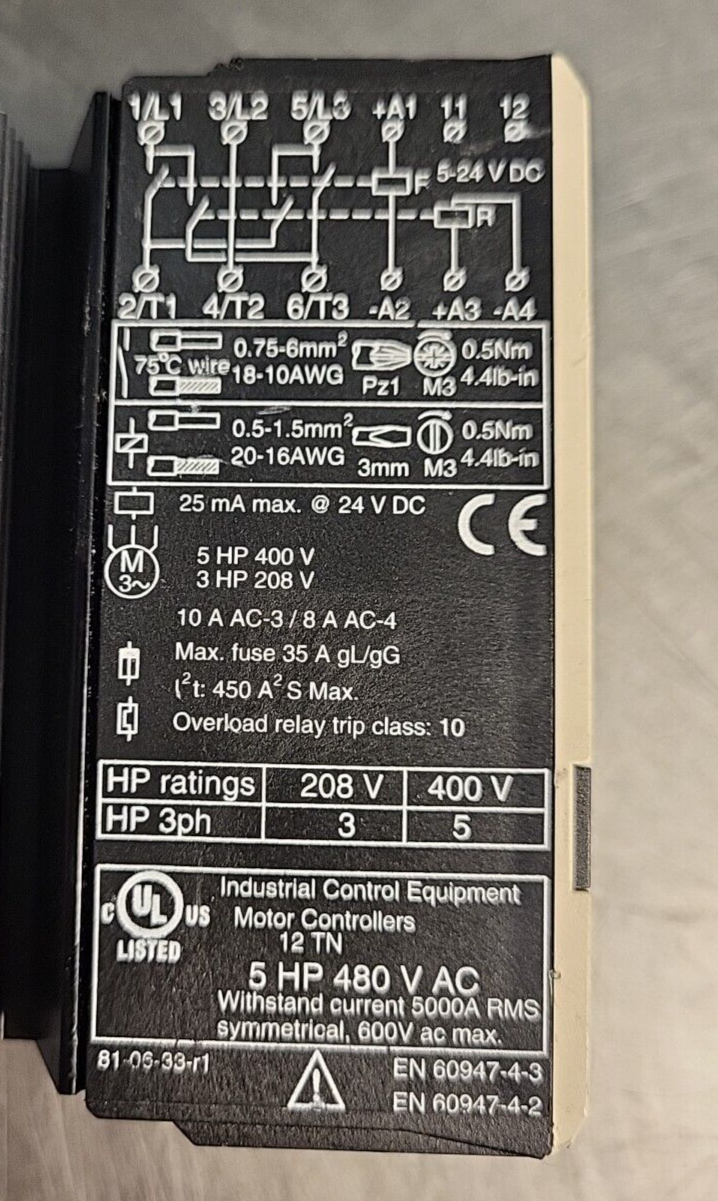 1/L1 3/L2 5/L3 +A1 11 12
F 5-24 V DC
R
2/T1 4/T2 6/T3 -A2 +A3 -A4
75°C wire 0.75-6mm² 0.5Nm
18-10AWG Pz1 M3 4.4lb-in
0.5-1.5mm² 0.5Nm
20-16AWG 3mm M3 4.4lb-in
25 mA max. @ 24 V DC
CE
M
3~
5 HP 400 V
3 HP 208 V
10 A AC-3 / 8 A AC-4
Max. fuse 35 A gL/gG
I²t: 450 A² S Max.
Overload relay trip class: 10
HP ratings 208 V 400 V
HP 3ph 3 5
C UL US LISTED
Industrial Control Equipment
Motor Controllers
12 TN
5 HP 480 V AC
Withstand current 5000A RMS
symmetrical, 600V ac max.
81-06-33-r1
EN 60947-4-3
EN 60947-4-2